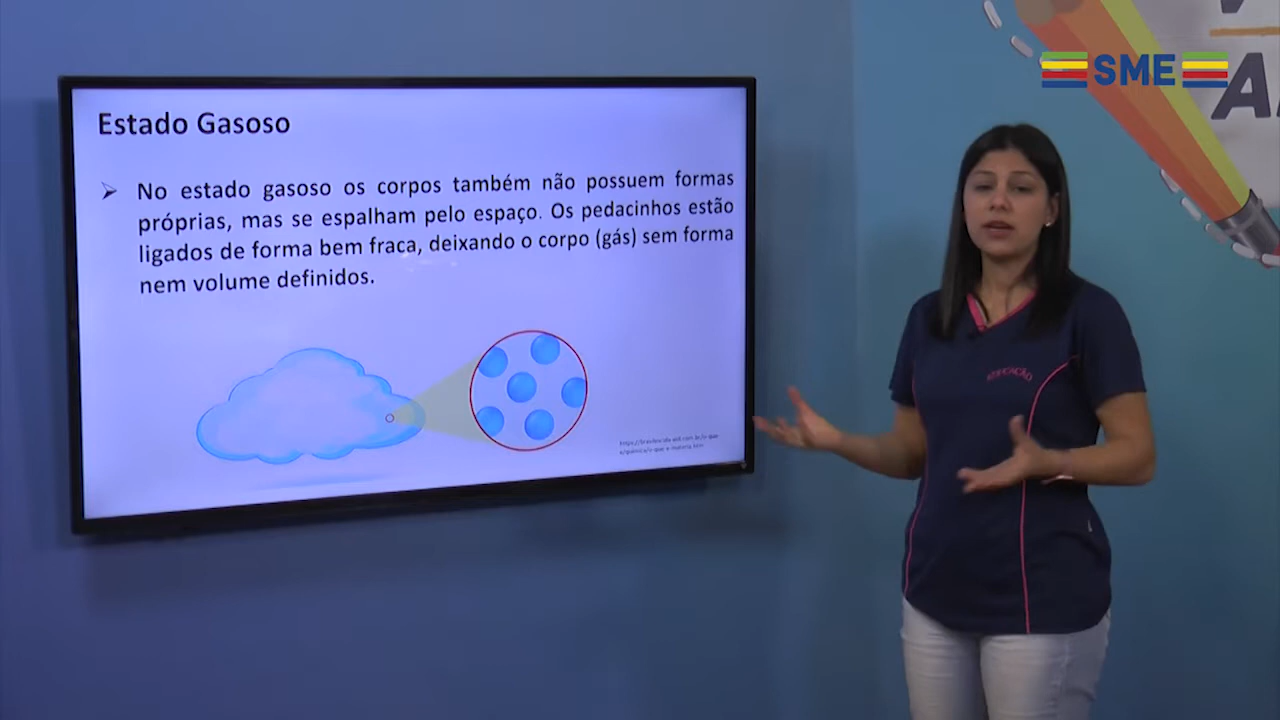 SME
Estado Gasoso
➢ No estado gasoso os corpos também não possuem formas
próprias, mas se espalham pelo espaço. Os pedacinhos estão
ligados de forma bem fraca, deixando o corpo (gás) sem forma
nem volume definidos.
EDUCAÇÃO